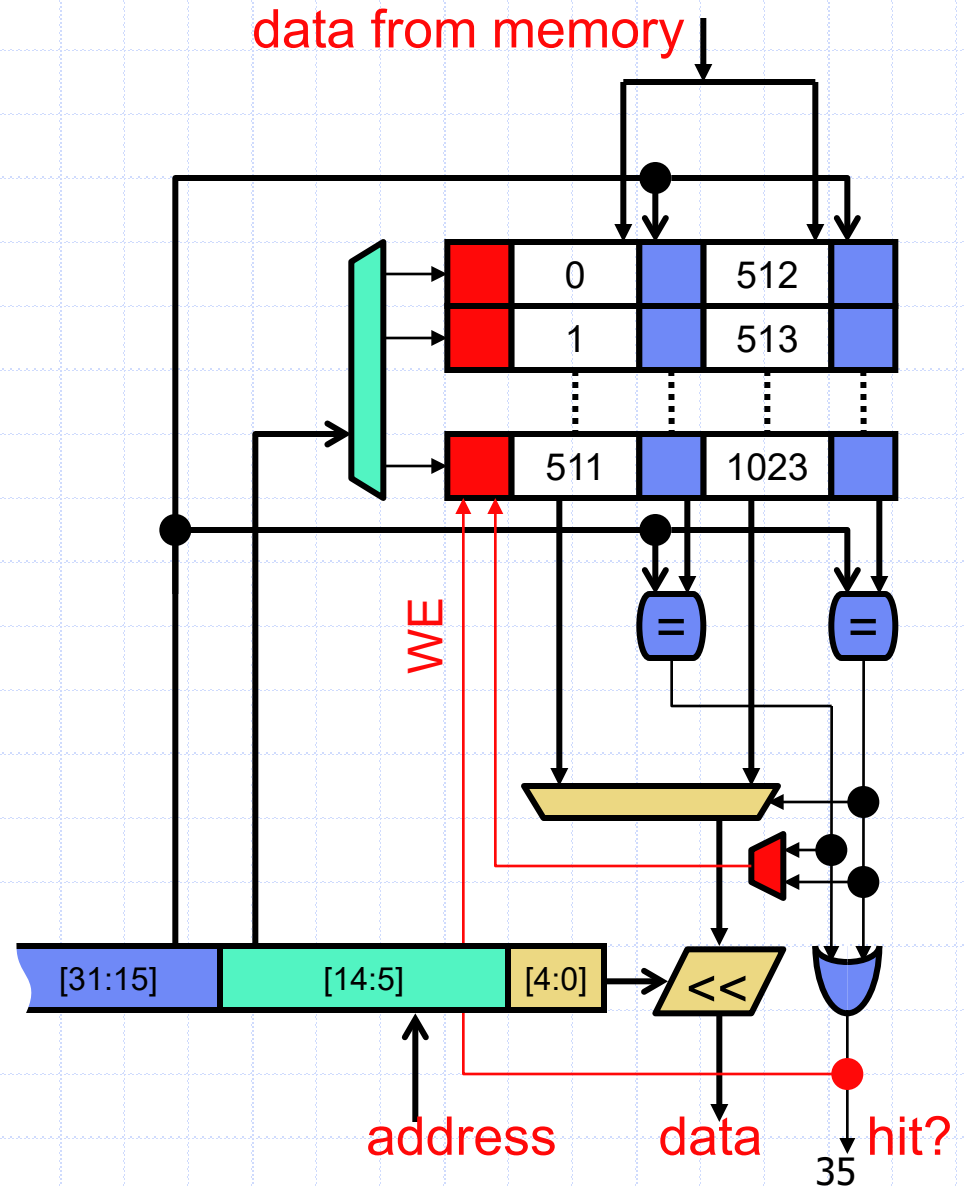 data from memory
0 512
1 513
511 1023
WE
= =
[31:15] [14:5] [4:0] <<
address data hit?
35